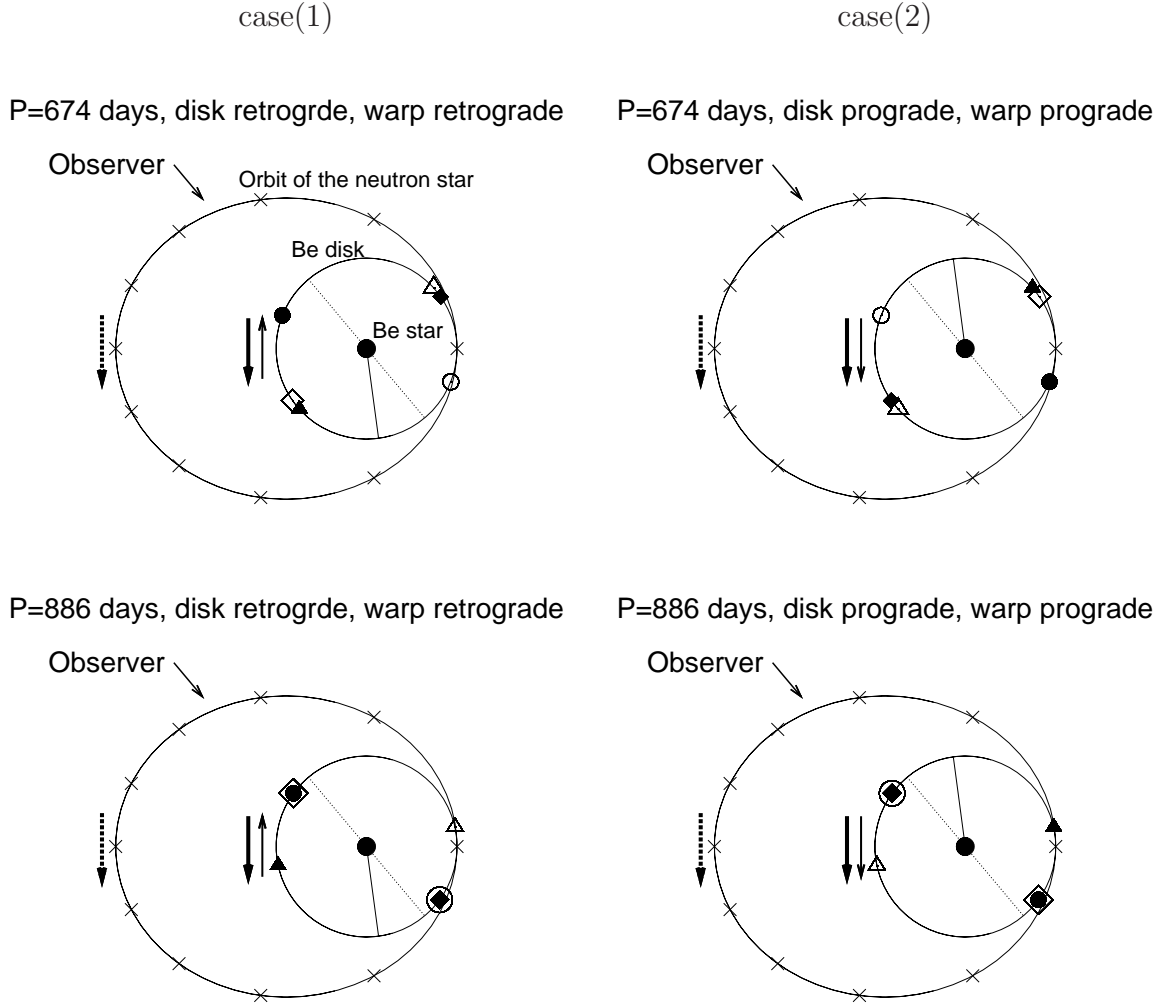 case(1)
case(2)
P=674 days, disk retrogrde, warp retrograde
P=674 days, disk prograde, warp prograde
Observer
Orbit of the neutron star
Be disk
Be star
Observer
P=886 days, disk retrogrde, warp retrograde
P=886 days, disk prograde, warp prograde
Observer
Observer